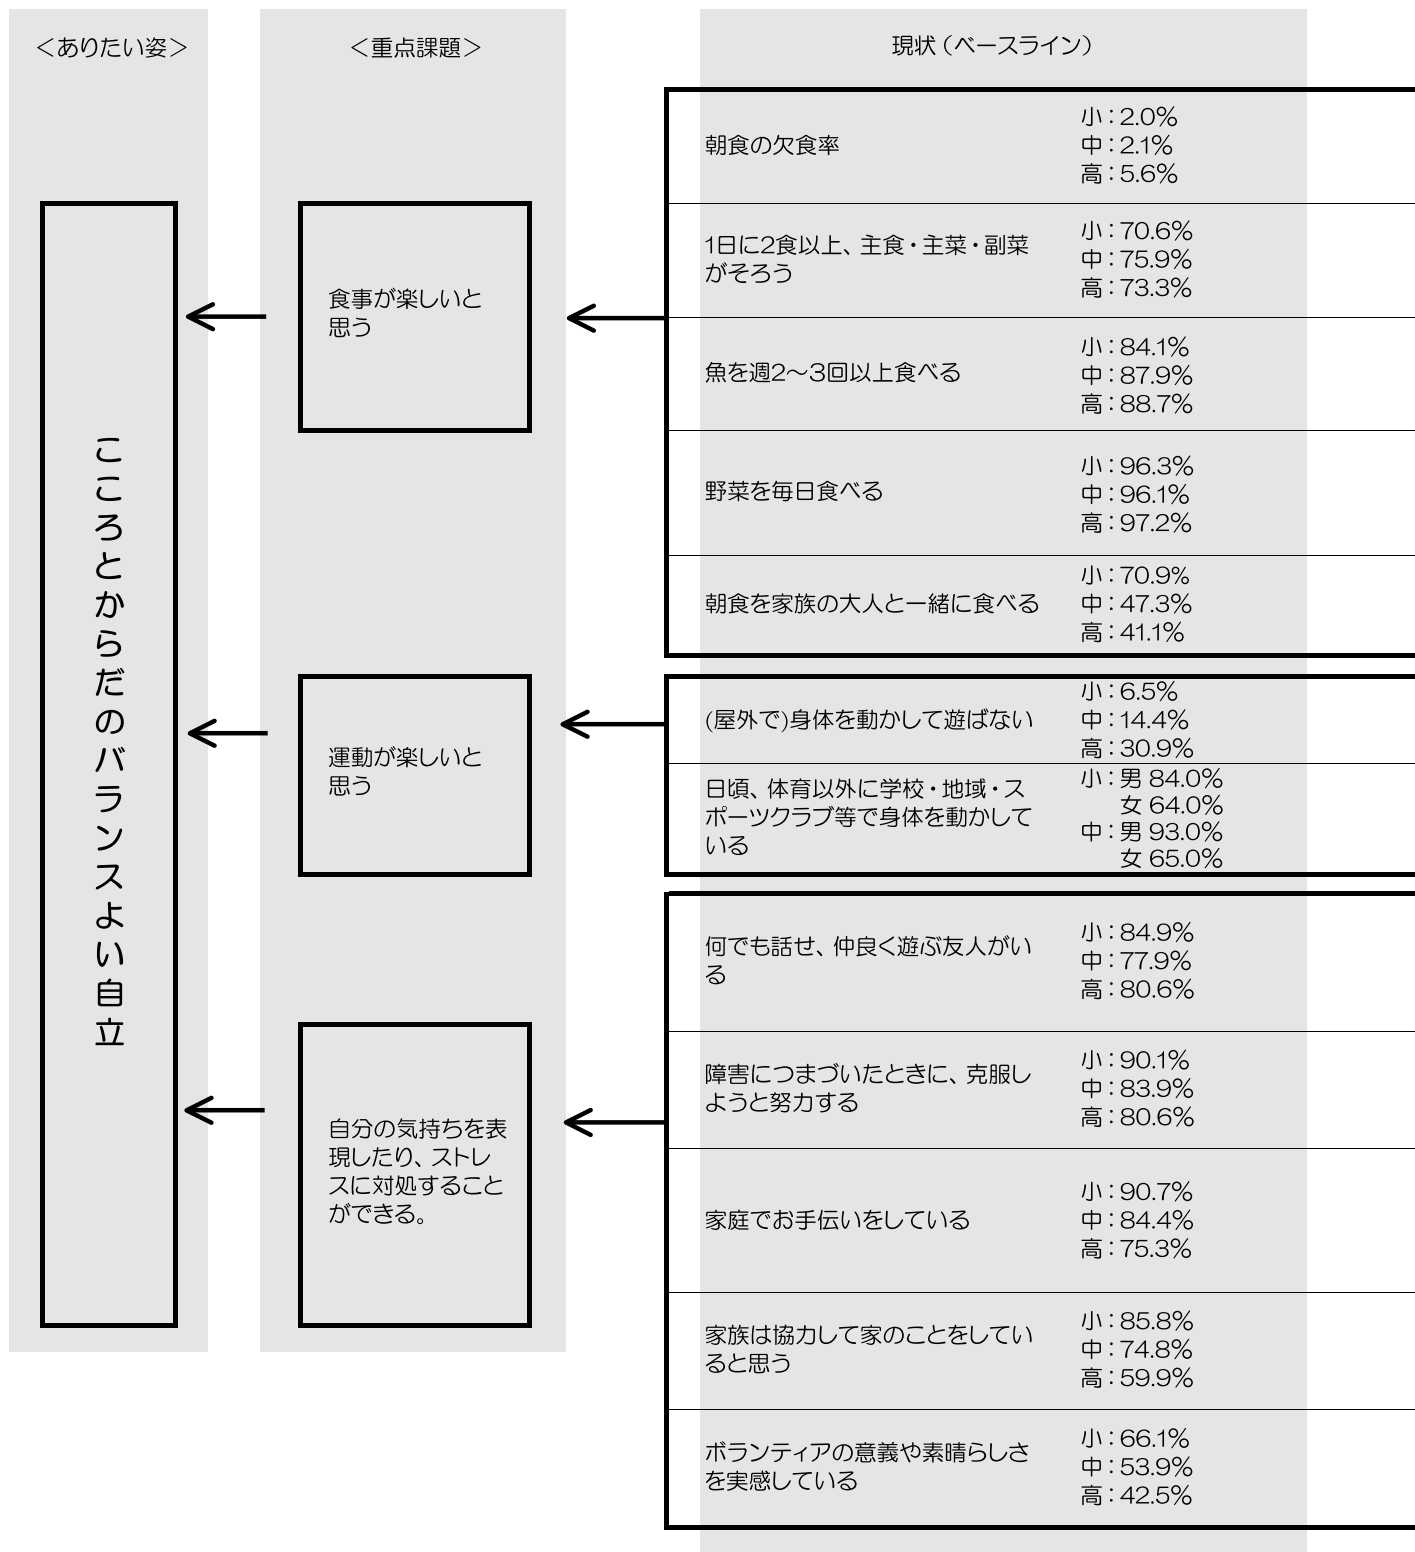 ＜ありたい姿＞
こころとからだのバランスよい自立
＜重点課題＞
食事が楽しいと
思う
運動が楽しいと
思う
自分の気持ちを表
現したり、ストレ
スに対処すること
ができる。
現状（ベースライン）
朝食の欠食率
小：2.0%
中：2.1%
高：5.6%
1日に2食以上、主食・主菜・副菜
がそろう
小：70.6%
中：75.9%
高：73.3%
魚を週2～3回以上食べる
小：84.1%
中：87.9%
高：88.7%
野菜を毎日食べる
小：96.3%
中：96.1%
高：97.2%
朝食を家族の大人と一緒に食べる
小：70.9%
中：47.3%
高：41.1%
(屋外で)身体を動かして遊ばない
小：6.5%
中：14.4%
高：30.9%
日頃、体育以外に学校・地域・ス
ポーツクラブ等で身体を動かして
いる
小：男 84.0%
女 64.0%
中：男 93.0%
女 65.0%
何でも話せ、仲良く遊ぶ友人がい
る
小：84.9%
中：77.9%
高：80.6%
障害につまづいたときに、克服し
ようと努力する
小：90.1%
中：83.9%
高：80.6%
家庭でお手伝いをしている
小：90.7%
中：84.4%
高：75.3%
家族は協力して家のことをしてい
ると思う
小：85.8%
中：74.8%
高：59.9%
ボランティアの意義や素晴らしさ
を実感している
小：66.1%
中：53.9%
高：42.5%